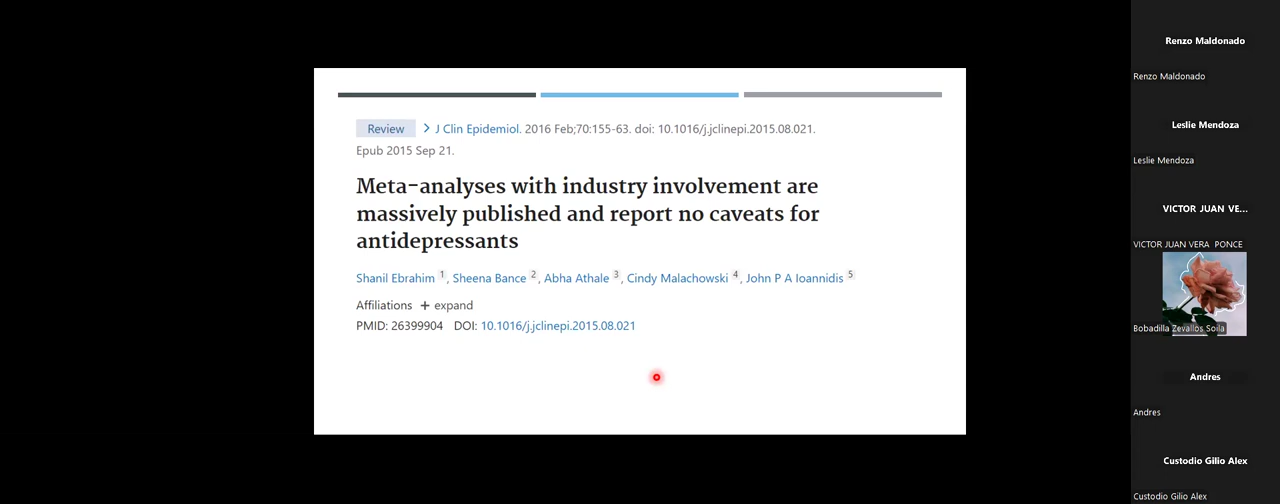 Review > J Clin Epidemiol. 2016 Feb;70:155-63. doi: 10.1016/j.jclinepi.2015.08.021.
Epub 2015 Sep 21.
Meta-analyses with industry involvement are
massively published and report no caveats for
antidepressants
Shanil Ebrahim 1, Sheena Bance 2, Abha Athale 3, Cindy Malachowski 4, John P A Ioannidis 5
Affiliations + expand
PMID: 26399904 DOI: 10.1016/j.jclinepi.2015.08.021
Renzo Maldonado
Renzo Maldonado
Leslie Mendoza
Leslie Mendoza
VICTOR JUAN VE...
VICTOR JUAN VERA PONCE
Bobadilla Zevallos Soila
Andres
Andres
Custodio Gilio Alex
Custodio Gilio Alex